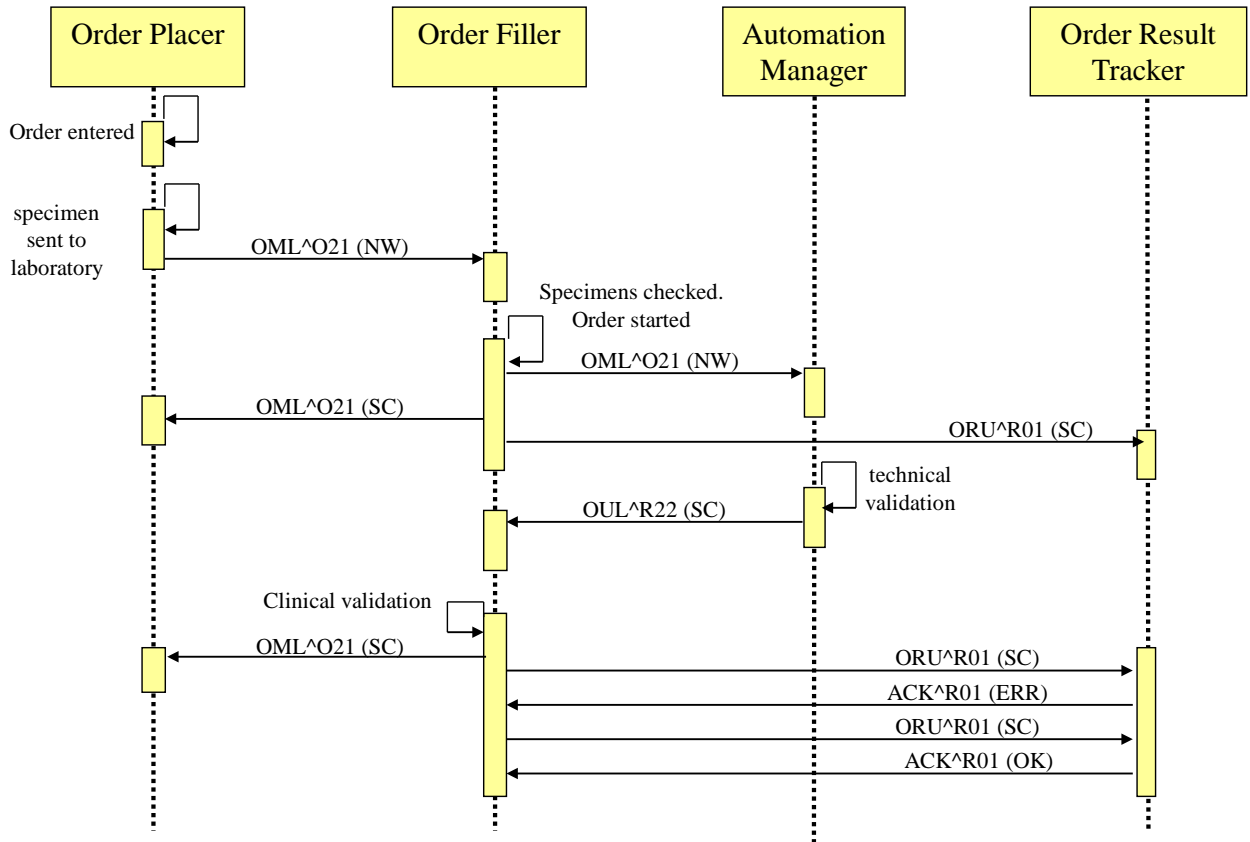 Order Placer
Order Filler
Automation
Manager
Order Result
Tracker
Order entered
specimen
sent to
laboratory
OML^O21 (NW)
Specimens checked.
Order started
OML^O21 (NW)
OML^O21 (SC)
ORU^R01 (SC)
technical
validation
OUL^R22 (SC)
Clinical validation
OML^O21 (SC)
ORU^R01 (SC)
ACK^R01 (ERR)
ORU^R01 (SC)
ACK^R01 (OK)